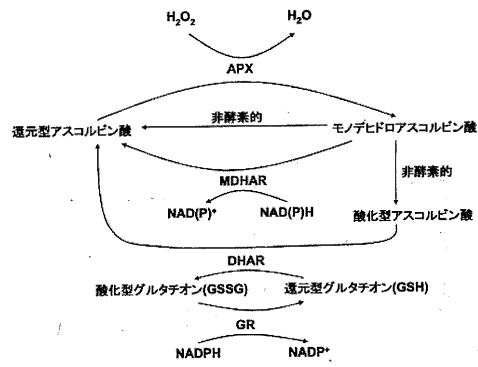 H₂O₂ H₂O
APX
還元型アスコルビン酸 非酵素的 モノデヒドロアスコルビン酸
非酵素的
MDHAR
NAD(P)⁺ NAD(P)H 酸化型アスコルビン酸
DHAR
酸化型グルタチオン(GSSG) 還元型グルタチオン(GSH)
GR
NADPH NADP⁺